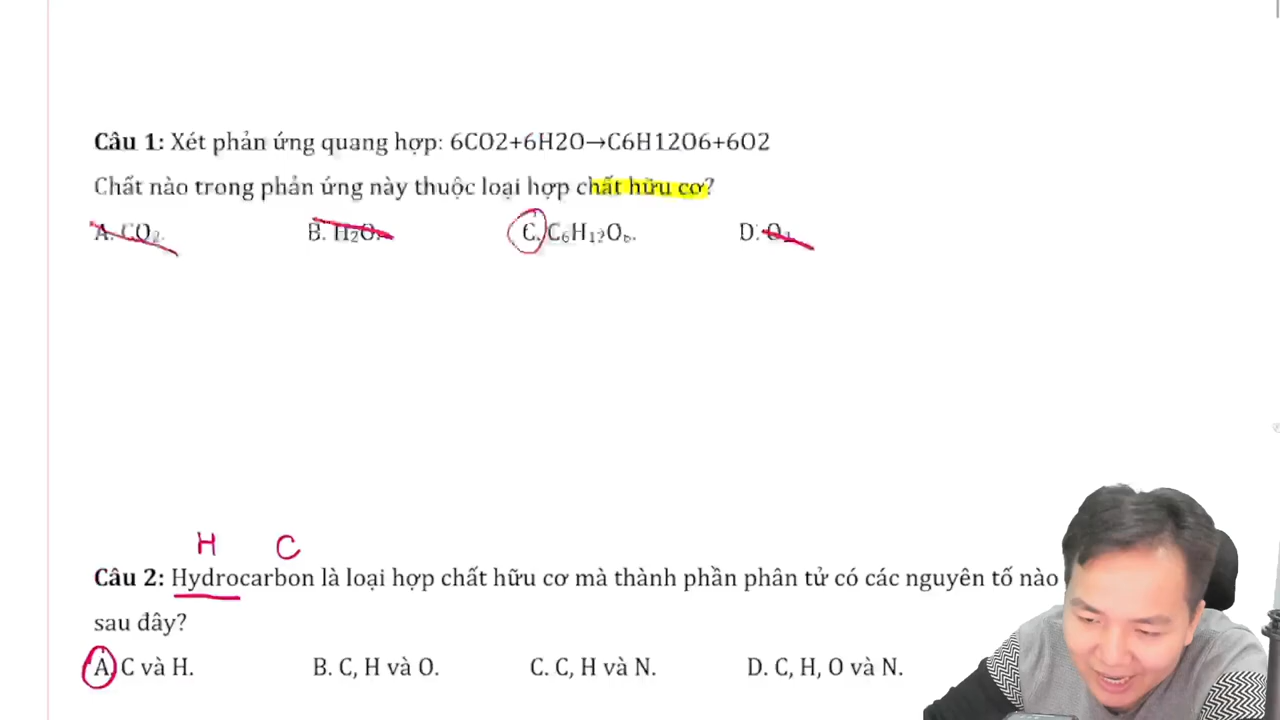 Câu 1: Xét phản ứng quang hợp: 6CO2+6H2O→C6H12O6+6O2
Chất nào trong phản ứng này thuộc loại hợp chất hữu cơ?
A. CO₂. B. H₂O. C. C₆H₁₂O₆. D. O₂.
H C
Câu 2: Hydrocarbon là loại hợp chất hữu cơ mà thành phần phân tử có các nguyên tố nào
sau đây?
A. C và H. B. C, H và O. C. C, H và N. D. C, H, O và N.